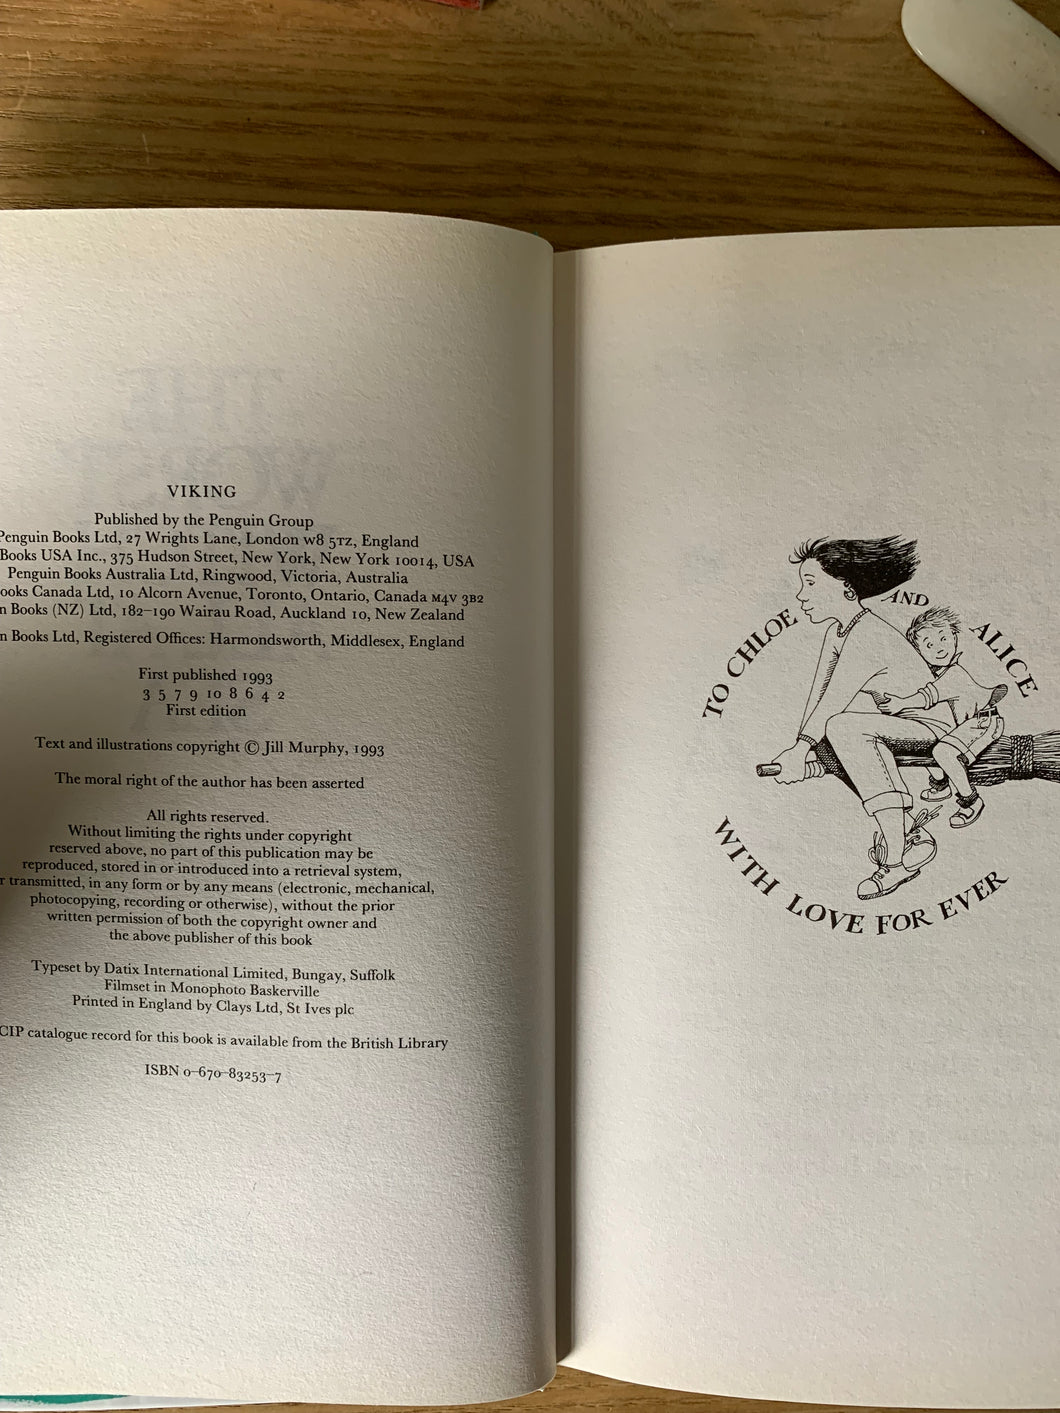 VIKING
Published by the Penguin Group
Penguin Books Ltd, 27 Wrights Lane, London W8 5TZ, England
Books USA Inc., 375 Hudson Street, New York, New York 10014, USA
Penguin Books Australia Ltd, Ringwood, Victoria, Australia
ooks Canada Ltd, 10 Alcorn Avenue, Toronto, Ontario, Canada M4V 3B2
n Books (NZ) Ltd, 182–190 Wairau Road, Auckland 10, New Zealand
n Books Ltd, Registered Offices: Harmondsworth, Middlesex, England
First published 1993
3 5 7 9 10 8 6 4 2
First edition
Text and illustrations copyright © Jill Murphy, 1993
The moral right of the author has been asserted
All rights reserved.
Without limiting the rights under copyright
reserved above, no part of this publication may be
reproduced, stored in or introduced into a retrieval system,
r transmitted, in any form or by any means (electronic, mechanical,
photocopying, recording or otherwise), without the prior
written permission of both the copyright owner and
the above publisher of this book
Typeset by Datix International Limited, Bungay, Suffolk
Filmset in Monophoto Baskerville
Printed in England by Clays Ltd, St Ives plc
CIP catalogue record for this book is available from the British Library
ISBN 0–670–83253–7
TO CHLOE AND ALICE
WITH LOVE FOR EVER